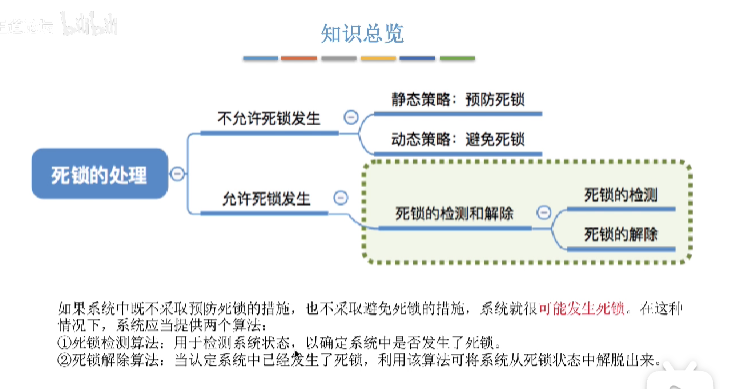 知识总览
不允许死锁发生
静态策略：预防死锁
动态策略：避免死锁
死锁的处理
允许死锁发生
死锁的检测和解除
死锁的检测
死锁的解除
如果系统中既不采取预防死锁的措施，也不采取避免死锁的措施，系统就很可能发生死锁。在这种
情况下，系统应当提供两个算法：
①死锁检测算法：用于检测系统状态，以确定系统中是否发生了死锁。
②死锁解除算法：当认定系统中已经发生了死锁，利用该算法可将系统从死锁状态中解脱出来。